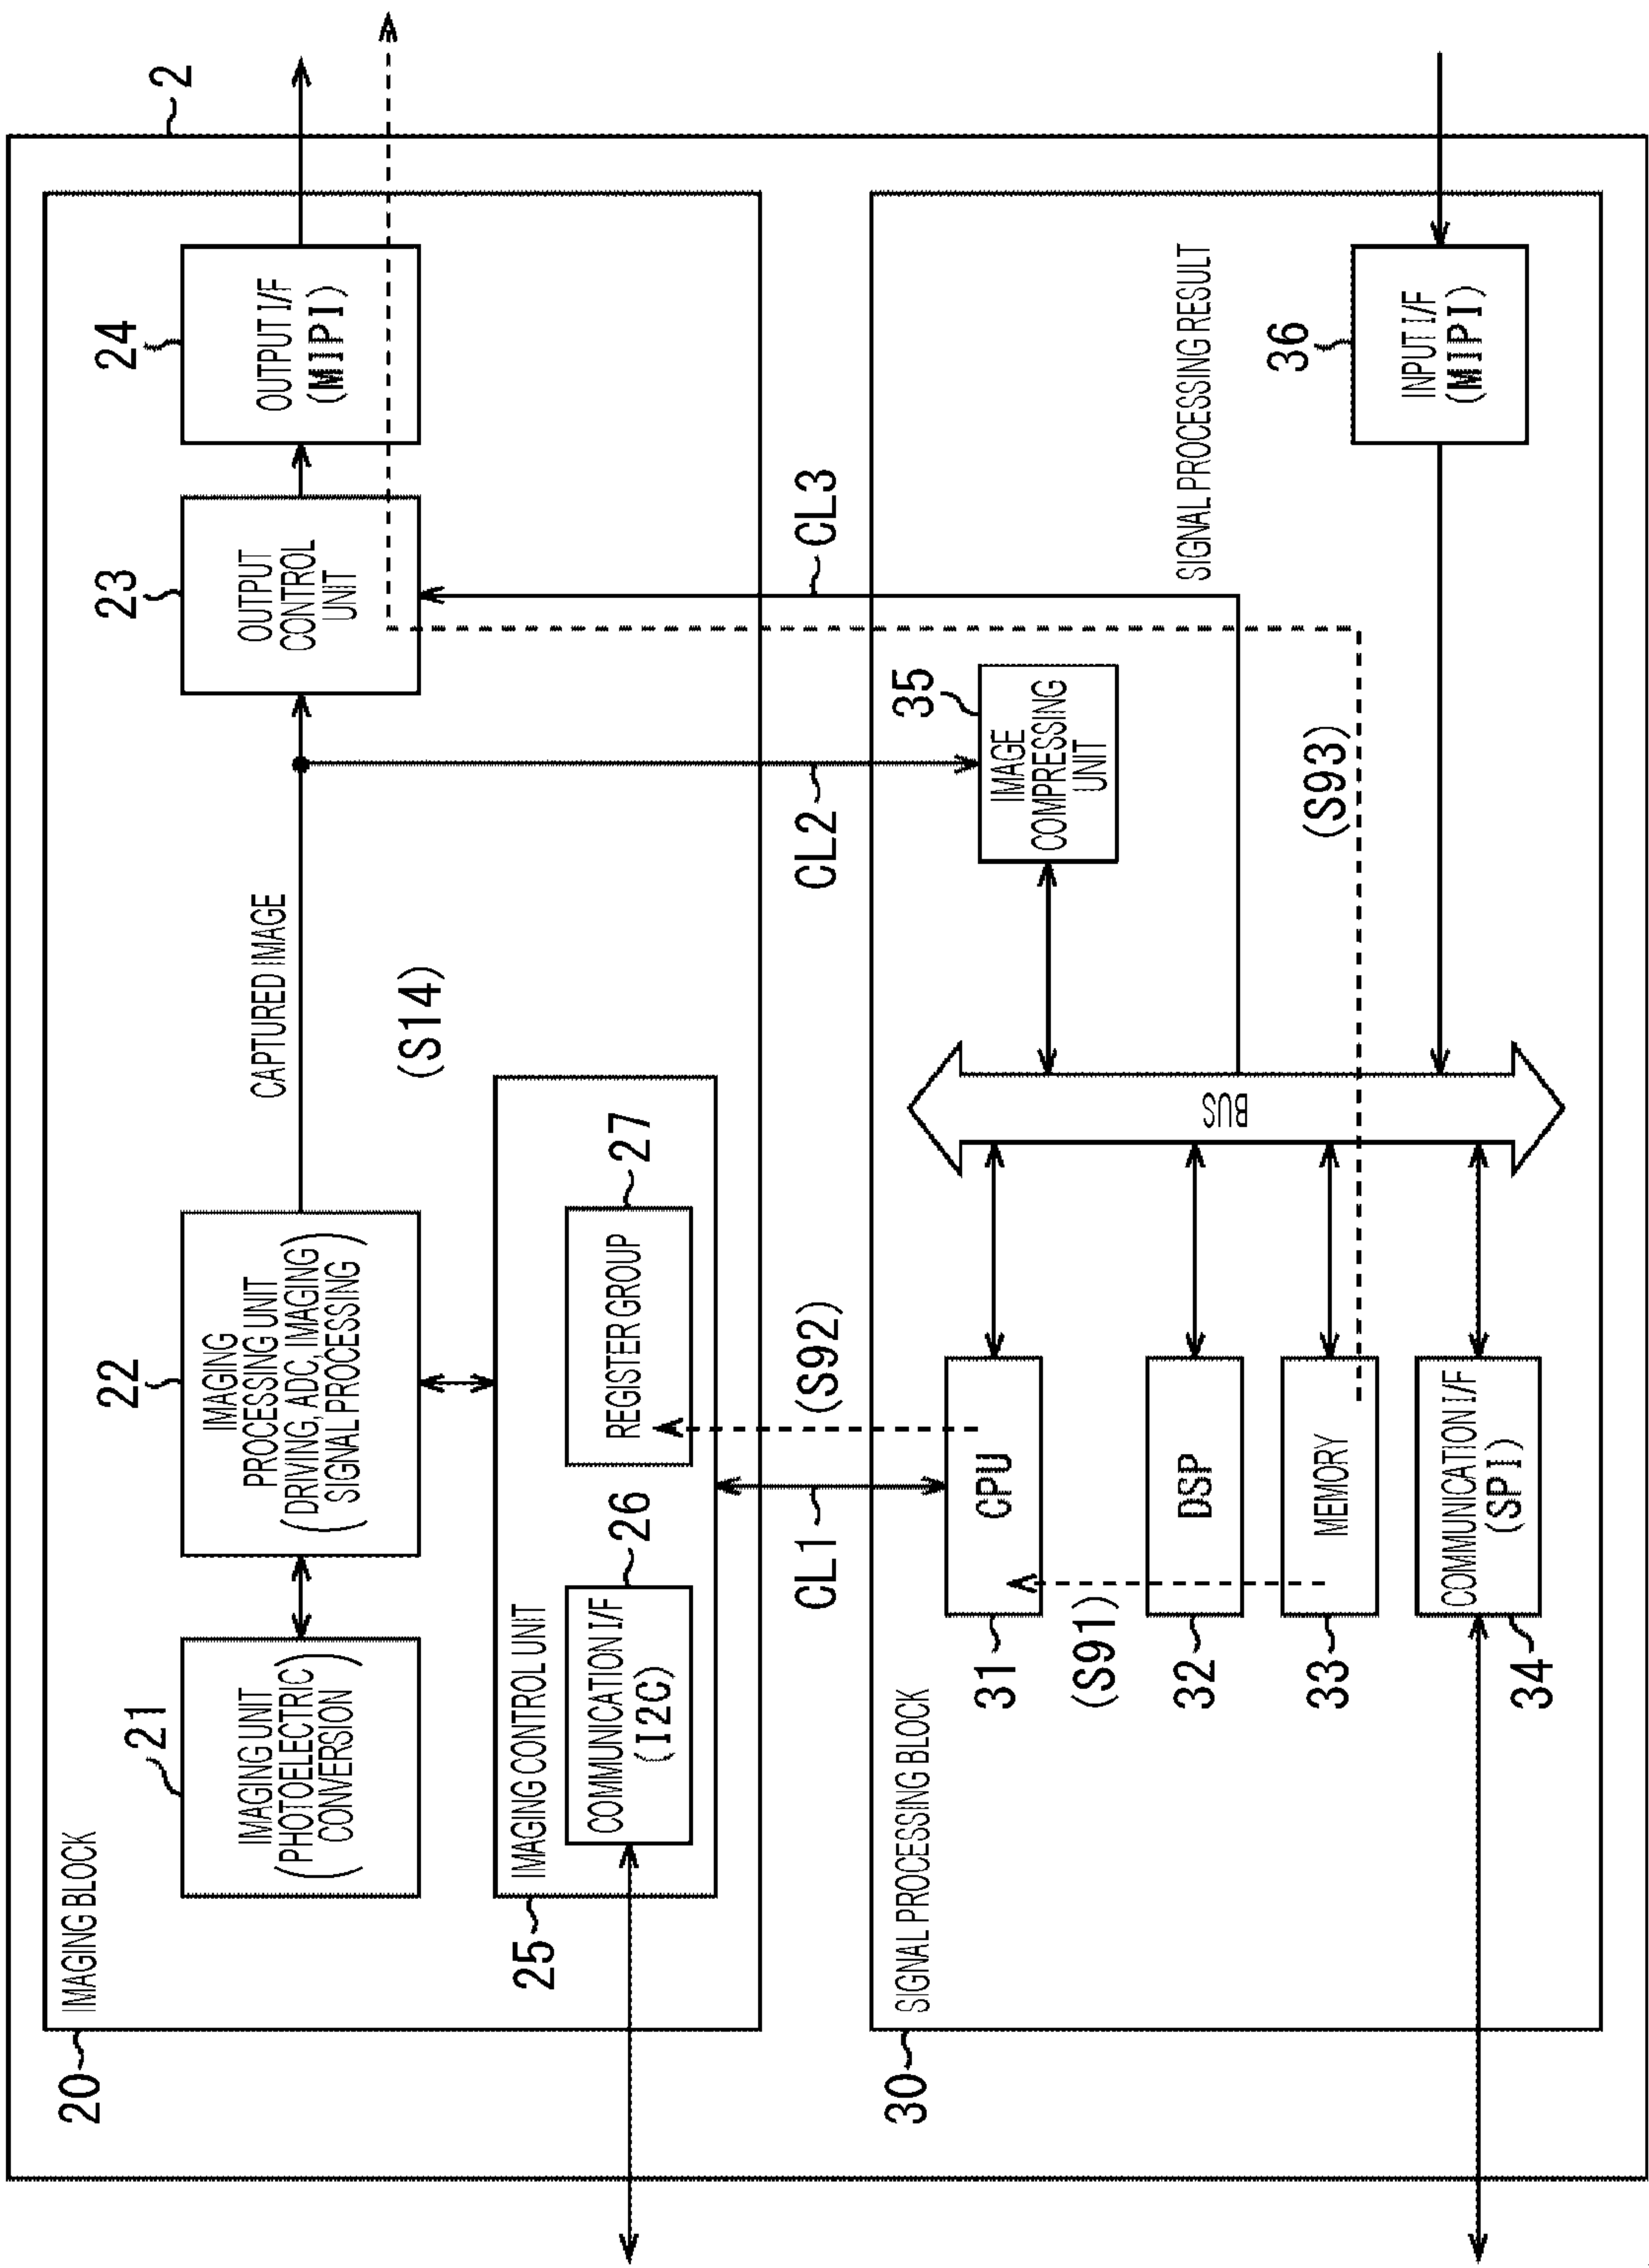 2
20
IMAGING BLOCK
21
IMAGING UNIT
(PHOTOELECTRIC
CONVERSION)
22
IMAGING
PROCESSING UNIT
(DRIVING, ADC, IMAGING
SIGNAL PROCESSING)
CAPTURED IMAGE
(S14)
23
OUTPUT
CONTROL
UNIT
24
OUTPUT I/F
(MIPI)
25
IMAGING CONTROL UNIT
26
COMMUNICATION I/F
(I2C)
27
REGISTER GROUP
CL1
(S92)
CL2
CL3
30
SIGNAL PROCESSING BLOCK
31
CPU
(S91)
32
DSP
33
MEMORY
34
COMMUNICATION I/F
(SPI)
BUS
35
IMAGE
COMPRESSING
UNIT
(S93)
SIGNAL PROCESSING RESULT
36
INPUT I/F
(MIPI)